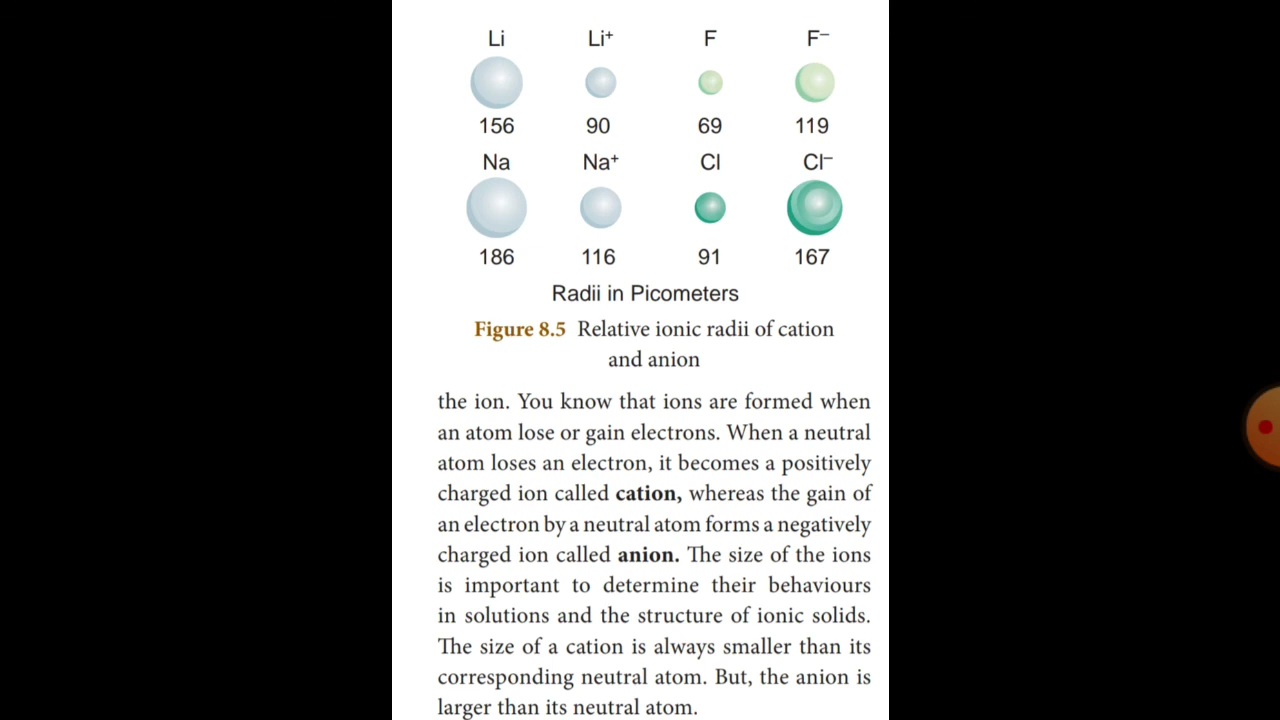 Li Li⁺ F F⁻
156 90 69 119
Na Na⁺ Cl Cl⁻
186 116 91 167
Radii in Picometers
Figure 8.5 Relative ionic radii of cation
and anion
the ion. You know that ions are formed when
an atom lose or gain electrons. When a neutral
atom loses an electron, it becomes a positively
charged ion called cation, whereas the gain of
an electron by a neutral atom forms a negatively
charged ion called anion. The size of the ions
is important to determine their behaviours
in solutions and the structure of ionic solids.
The size of a cation is always smaller than its
corresponding neutral atom. But, the anion is
larger than its neutral atom.